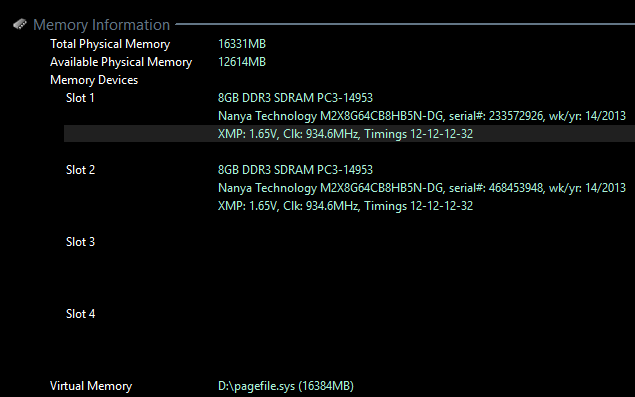 Memory Information
Total Physical Memory 16331MB
Available Physical Memory 12614MB
Memory Devices
Slot 1 8GB DDR3 SDRAM PC3-14953
Nanya Technology M2X8G64CB8HB5N-DG, serial#: 233572926, wk/yr: 14/2013
XMP: 1.65V, Clk: 934.6MHz, Timings 12-12-12-32
Slot 2 8GB DDR3 SDRAM PC3-14953
Nanya Technology M2X8G64CB8HB5N-DG, serial#: 468453948, wk/yr: 14/2013
XMP: 1.65V, Clk: 934.6MHz, Timings 12-12-12-32
Slot 3
Slot 4
Virtual Memory D:\pagefile.sys (16384MB)